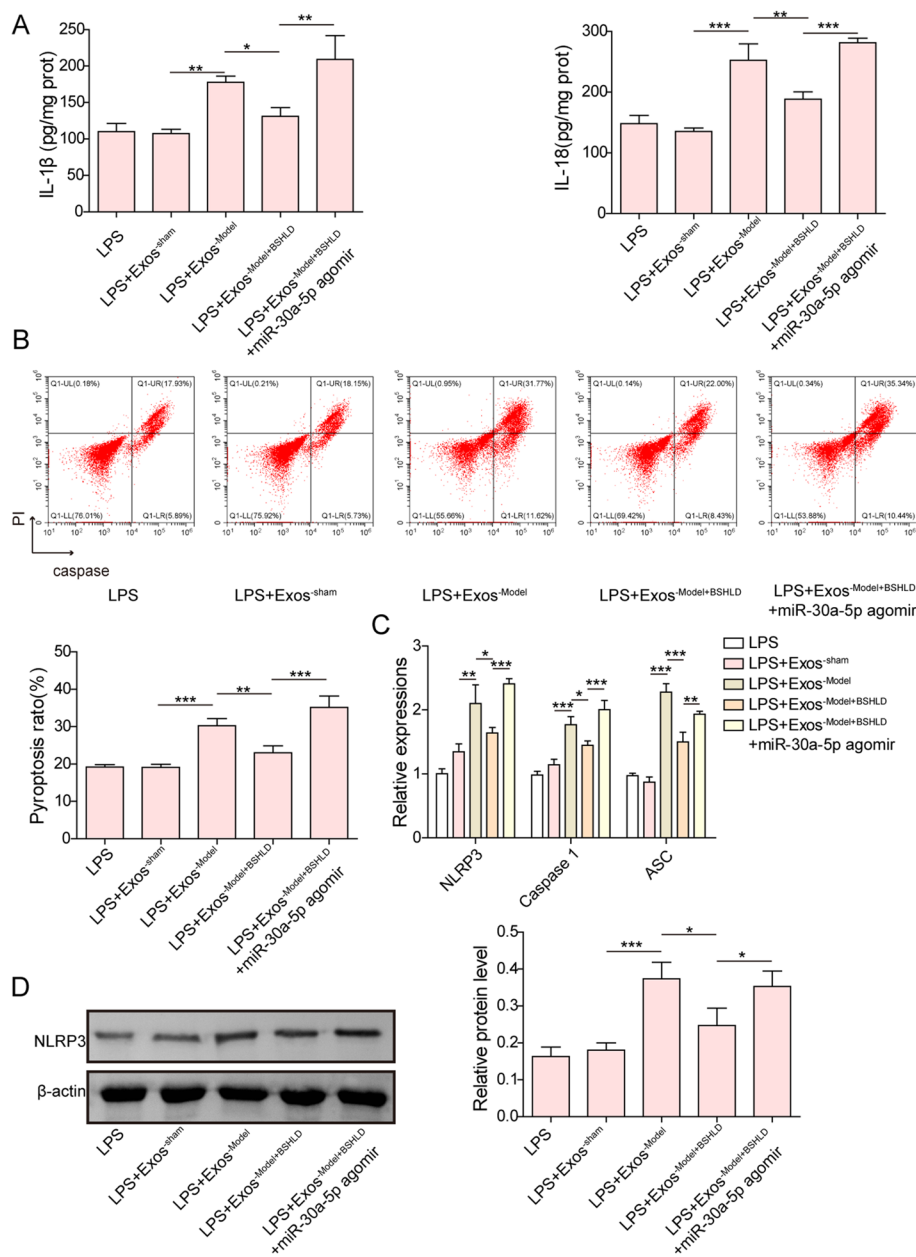 A
IL-1β (pg/mg prot)
250
200
150
100
50
0
**
*
**
LPS
LPS+Exos-sham
LPS+Exos-Model
LPS+Exos-Model+BSHLD
LPS+Exos-Model+BSHLD
+miR-30a-5p agomir
IL-18(pg/mg prot)
300
200
100
0
***
**
***
LPS
LPS+Exos-sham
LPS+Exos-Model
LPS+Exos-Model+BSHLD
LPS+Exos-Model+BSHLD
+miR-30a-5p agomir
B
Q1-UL(0.18%) Q1-UR(17.93%)
Q1-LL(76.01%) Q1-LR(5.89%)
Q1-UL(0.21%) Q1-UR(18.15%)
Q1-LL(75.92%) Q1-LR(5.73%)
Q1-UL(0.95%) Q1-UR(31.77%)
Q1-LL(55.66%) Q1-LR(11.62%)
Q1-UL(0.14%) Q1-UR(22.00%)
Q1-LL(69.42%) Q1-LR(8.43%)
Q1-UL(0.34%) Q1-UR(35.34%)
Q1-LL(53.88%) Q1-LR(10.44%)
PI
caspase
LPS
LPS+Exos-sham
LPS+Exos-Model
LPS+Exos-Model+BSHLD
LPS+Exos-Model+BSHLD
+miR-30a-5p agomir
Pyroptosis ratio(%)
50
40
30
20
10
0
***
**
***
LPS
LPS+Exos-sham
LPS+Exos-Model
LPS+Exos-Model+BSHLD
LPS+Exos-Model+BSHLD
+miR-30a-5p agomir
C
Relative expressions
3
2
1
0
** * ***
*** * ***
*** *** **
NLRP3
Caspase 1
ASC
LPS
LPS+Exos-sham
LPS+Exos-Model
LPS+Exos-Model+BSHLD
LPS+Exos-Model+BSHLD
+miR-30a-5p agomir
D
NLRP3
β-actin
LPS
LPS+Exos-sham
LPS+Exos-Model
LPS+Exos-Model+BSHLD
LPS+Exos-Model+BSHLD
+miR-30a-5p agomir
Relative protein level
0.5
0.4
0.3
0.2
0.1
0.0
***
*
*
LPS
LPS+Exos-sham
LPS+Exos-Model
LPS+Exos-Model+BSHLD
LPS+Exos-Model+BSHLD
+miR-30a-5p agomir